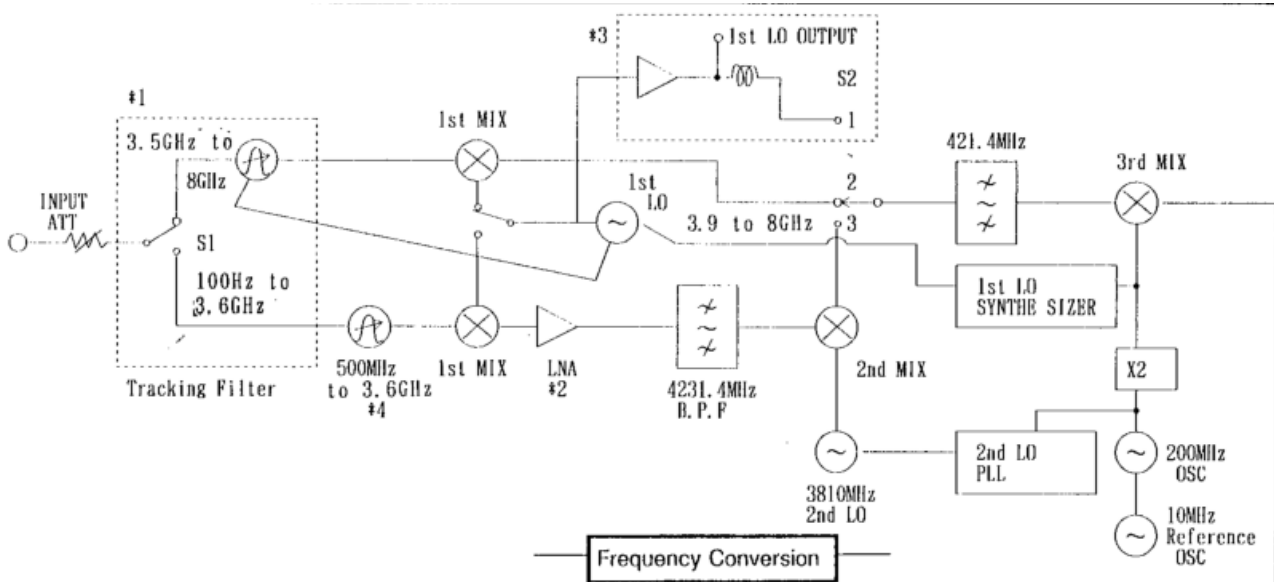 *3
1st LO OUTPUT
S2
1
*1
3.5GHz to
8GHz
1st MIX
421.4MHz
3rd MIX
2
INPUT
ATT
1st
LO
3.9 to 8GHz
3
S1
100Hz to
3.6GHz
1st LO
SYNTHE SIZER
500MHz
to 3.6GHz
*4
1st MIX
LNA
*2
4231.4MHz
B.P.F
2nd MIX
X2
Tracking Filter
2nd LO
PLL
200MHz
OSC
3810MHz
2nd LO
10MHz
Reference
OSC
Frequency Conversion